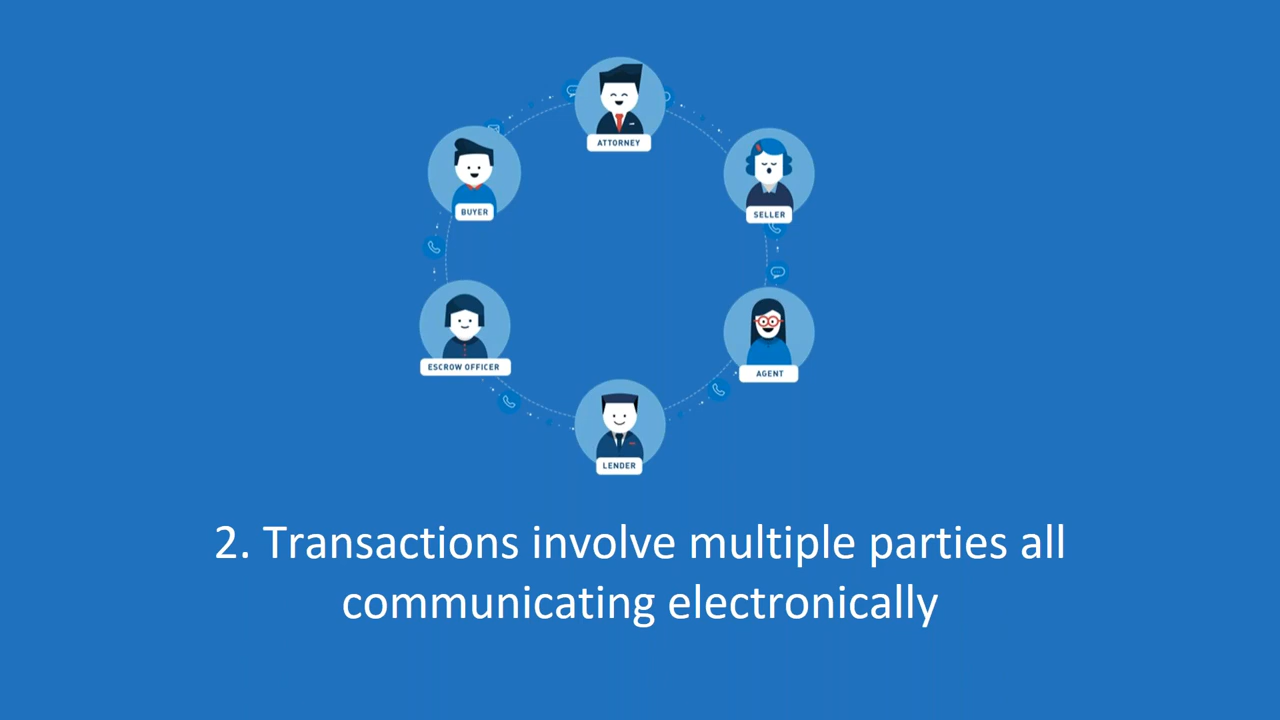 ATTORNEY
BUYER
SELLER
ESCROW OFFICER
AGENT
LENDER
2. Transactions involve multiple parties all
communicating electronically